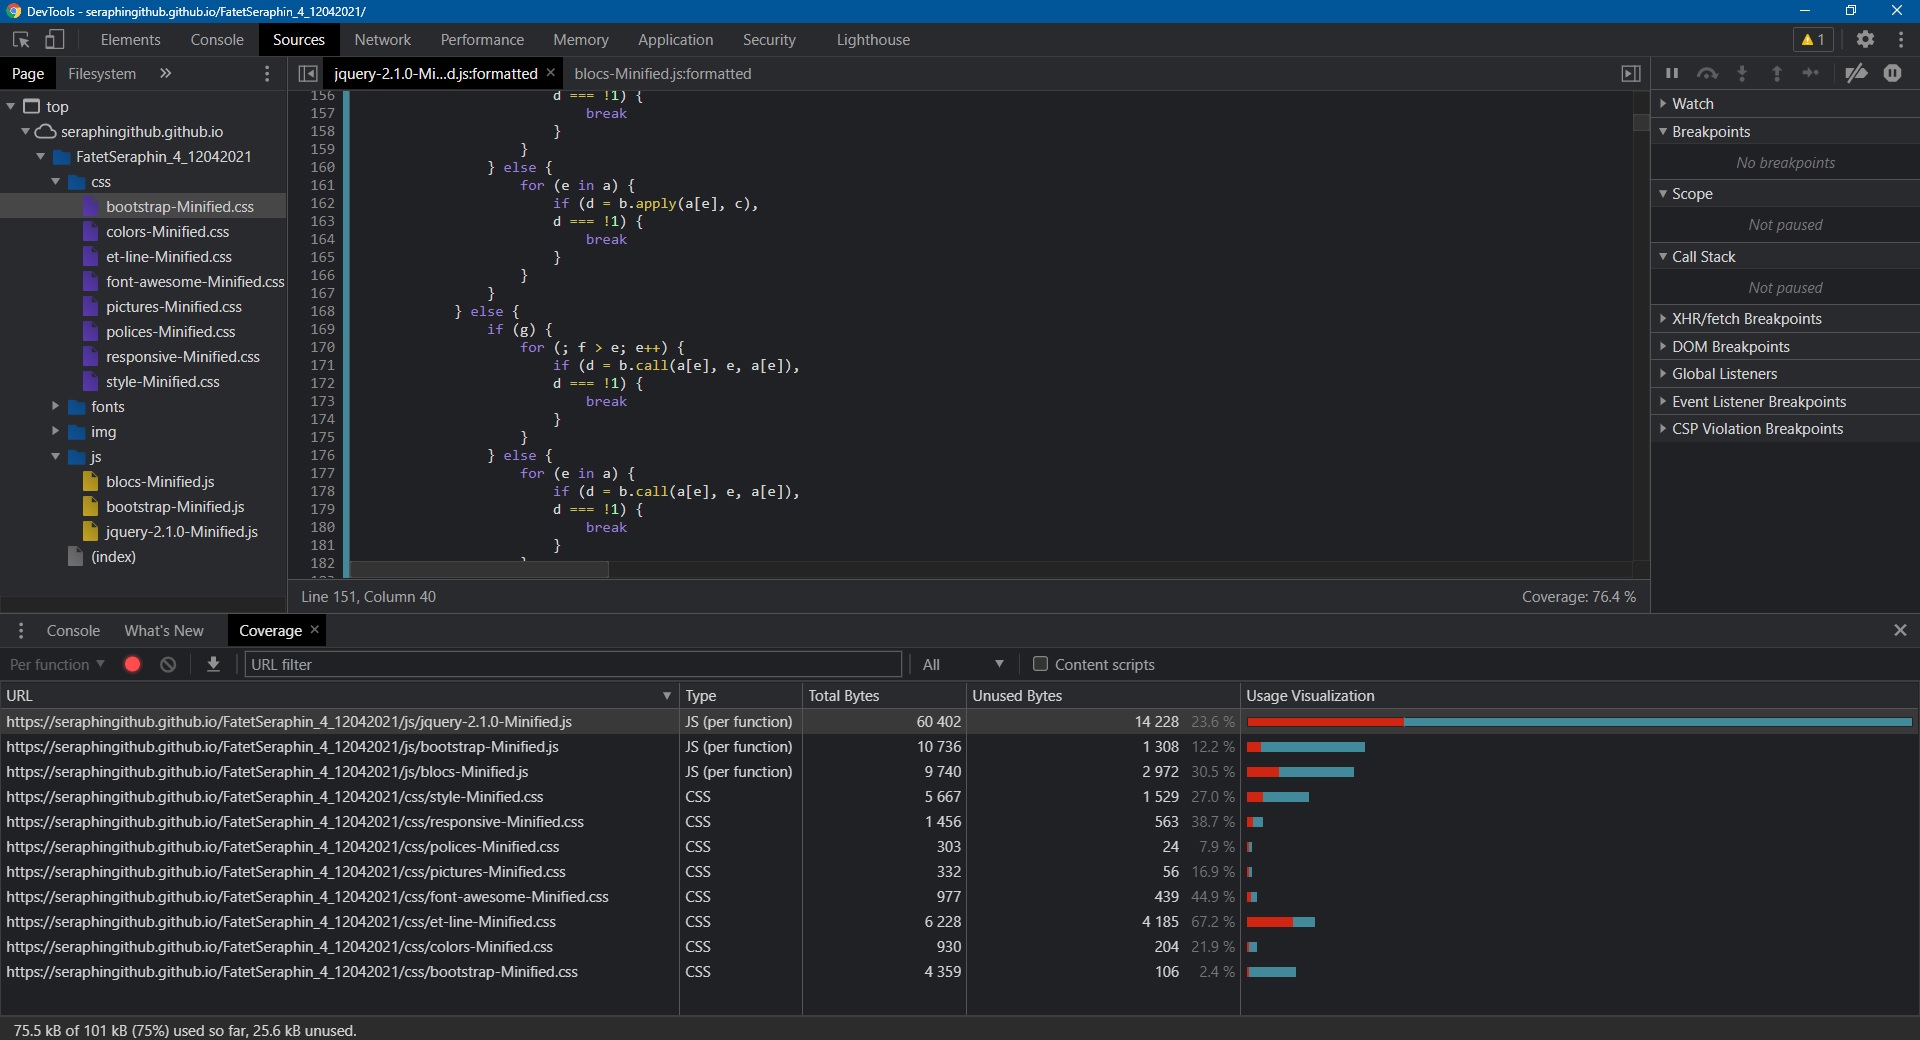 DevTools - seraphingithub.github.io/FatetSeraphin_4_12042021/
Elements Console Sources Network Performance Memory Application Security Lighthouse 1
Page Filesystem »
jquery-2.1.0-Mi...d.js:formatted × blocs-Minified.js:formatted
top
seraphingithub.github.io
FatetSeraphin_4_12042021
css
bootstrap-Minified.css
colors-Minified.css
et-line-Minified.css
font-awesome-Minified.css
pictures-Minified.css
polices-Minified.css
responsive-Minified.css
style-Minified.css
fonts
img
js
blocs-Minified.js
bootstrap-Minified.js
jquery-2.1.0-Minified.js
(index)
156 d === !1) {
157 break
158 }
159 }
160 } else {
161 for (e in a) {
162 if (d = b.apply(a[e], c),
163 d === !1) {
164 break
165 }
166 }
167 }
168 } else {
169 if (g) {
170 for (; f > e; e++) {
171 if (d = b.call(a[e], e, a[e]),
172 d === !1) {
173 break
174 }
175 }
176 } else {
177 for (e in a) {
178 if (d = b.call(a[e], e, a[e]),
179 d === !1) {
180 break
181 }
182
Line 151, Column 40
Coverage: 76.4 %
Watch
Breakpoints
No breakpoints
Scope
Not paused
Call Stack
Not paused
XHR/fetch Breakpoints
DOM Breakpoints
Global Listeners
Event Listener Breakpoints
CSP Violation Breakpoints
Console What's New Coverage ×
Per function URL filter All Content scripts
URL Type Total Bytes Unused Bytes Usage Visualization
https://seraphingithub.github.io/FatetSeraphin_4_12042021/js/jquery-2.1.0-Minified.js JS (per function) 60 402 14 228 23.6 %
https://seraphingithub.github.io/FatetSeraphin_4_12042021/js/bootstrap-Minified.js JS (per function) 10 736 1 308 12.2 %
https://seraphingithub.github.io/FatetSeraphin_4_12042021/js/blocs-Minified.js JS (per function) 9 740 2 972 30.5 %
https://seraphingithub.github.io/FatetSeraphin_4_12042021/css/style-Minified.css CSS 5 667 1 529 27.0 %
https://seraphingithub.github.io/FatetSeraphin_4_12042021/css/responsive-Minified.css CSS 1 456 563 38.7 %
https://seraphingithub.github.io/FatetSeraphin_4_12042021/css/polices-Minified.css CSS 303 24 7.9 %
https://seraphingithub.github.io/FatetSeraphin_4_12042021/css/pictures-Minified.css CSS 332 56 16.9 %
https://seraphingithub.github.io/FatetSeraphin_4_12042021/css/font-awesome-Minified.css CSS 977 439 44.9 %
https://seraphingithub.github.io/FatetSeraphin_4_12042021/css/et-line-Minified.css CSS 6 228 4 185 67.2 %
https://seraphingithub.github.io/FatetSeraphin_4_12042021/css/colors-Minified.css CSS 930 204 21.9 %
https://seraphingithub.github.io/FatetSeraphin_4_12042021/css/bootstrap-Minified.css CSS 4 359 106 2.4 %
75.5 kB of 101 kB (75%) used so far, 25.6 kB unused.